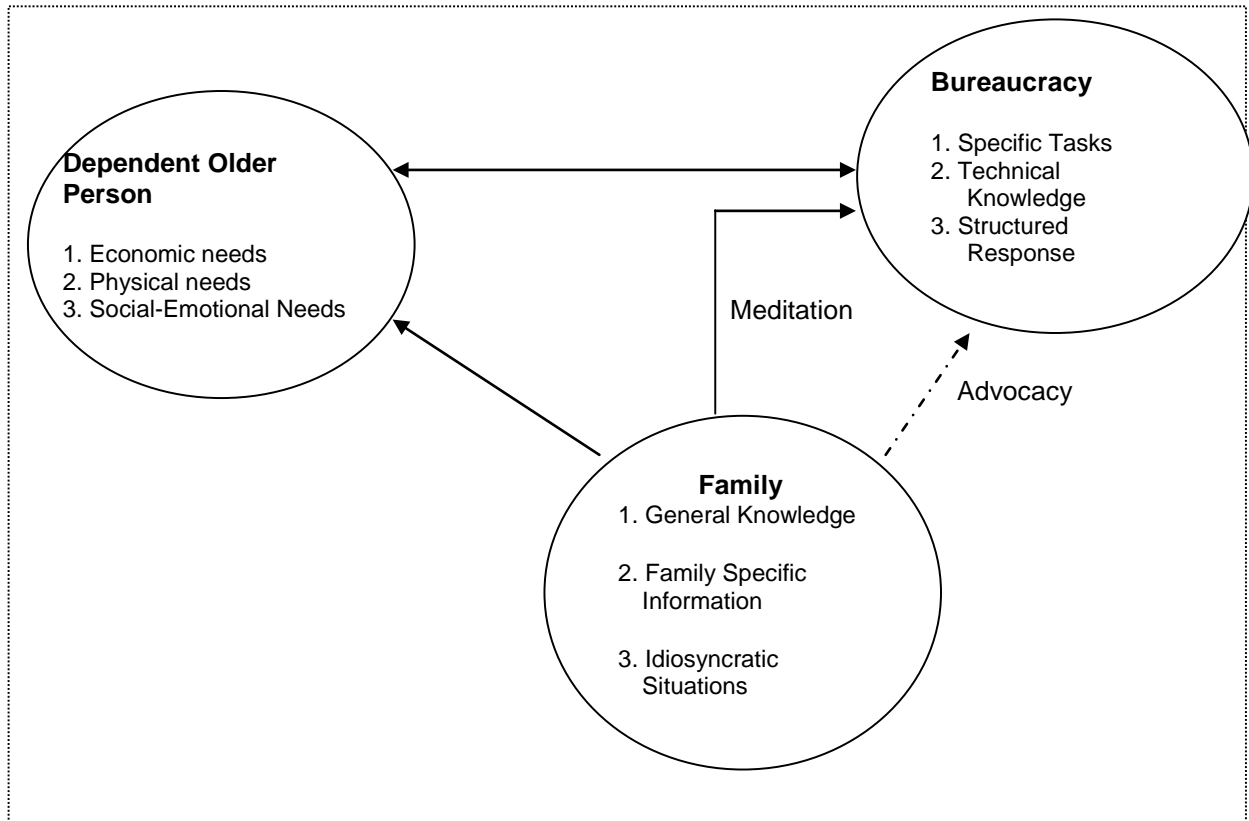 Dependent Older
Person
1. Economic needs
2. Physical needs
3. Social-Emotional Needs
Bureaucracy
1. Specific Tasks
2. Technical
Knowledge
3. Structured
Response
Meditation
Advocacy
Family
1. General Knowledge
2. Family Specific
Information
3. Idiosyncratic
Situations